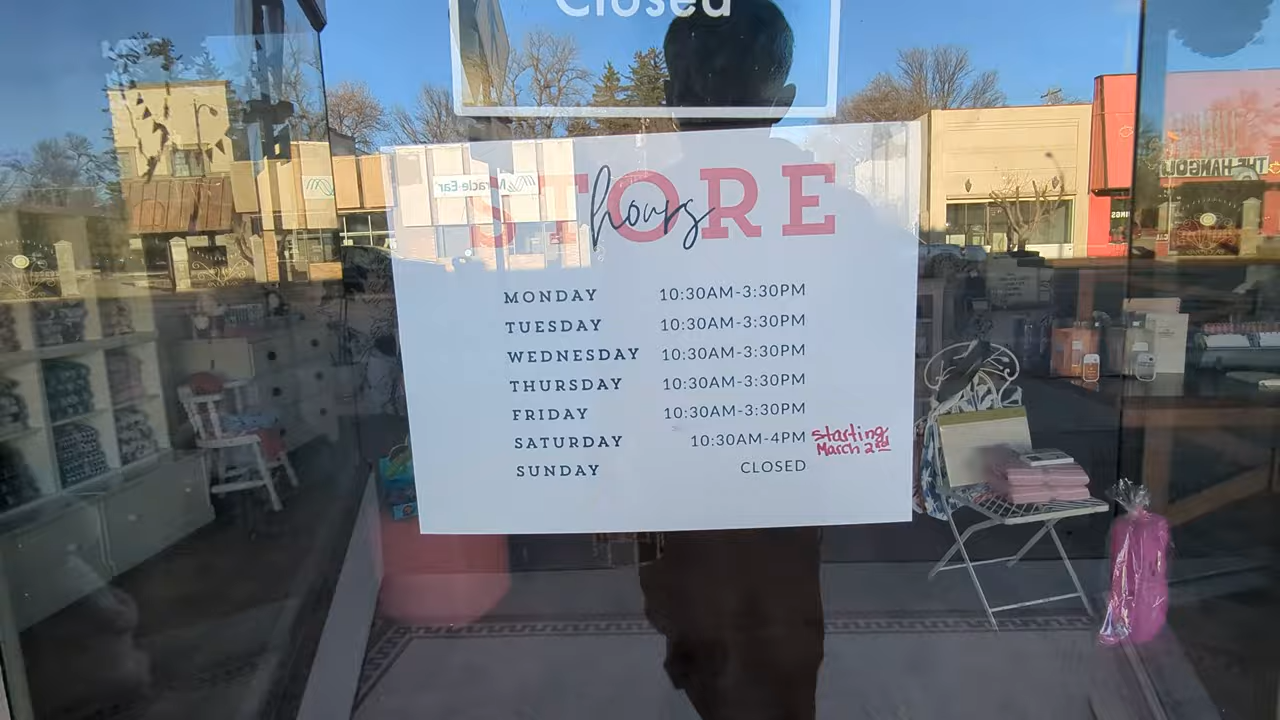 Closed
STORE
hours
MONDAY 10:30AM-3:30PM
TUESDAY 10:30AM-3:30PM
WEDNESDAY 10:30AM-3:30PM
THURSDAY 10:30AM-3:30PM
FRIDAY 10:30AM-3:30PM
SATURDAY 10:30AM-4PM starting
March 2nd
SUNDAY CLOSED
Miracle-Ear
THE HANGOUT